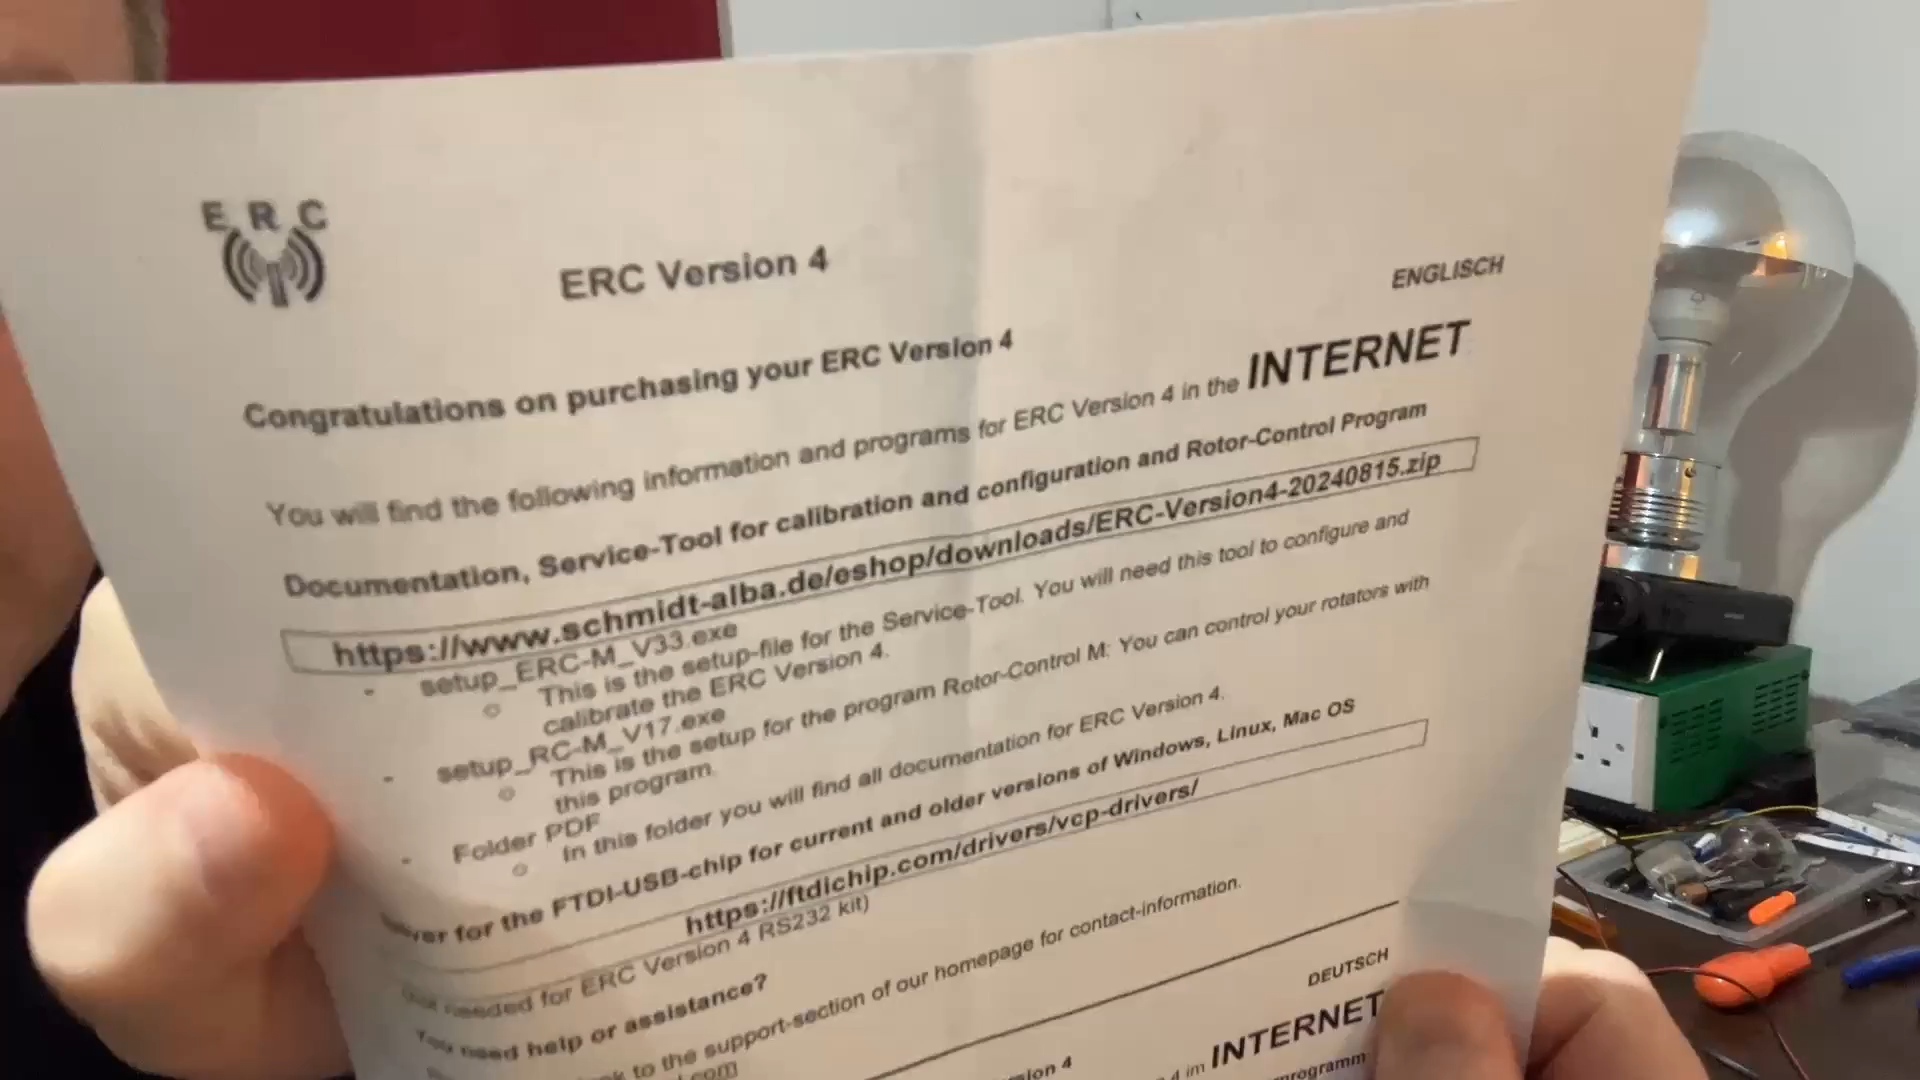 E R C
ERC Version 4
ENGLISCH
Congratulations on purchasing your ERC Version 4
You will find the following information and programs for ERC Version 4 in the INTERNET
Documentation, Service-Tool for calibration and configuration and Rotor-Control Program
https://www.schmidt-alba.de/eshop/downloads/ERC-Version4-20240815.zip
- setup_ERC-M_V33.exe
o This is the setup-file for the Service-Tool. You will need this tool to configure and
calibrate the ERC Version 4.
- setup_RC-M_V17.exe
o This is the setup for the program Rotor-Control M: You can control your rotators with
this program.
- Folder PDF
o In this folder you will find all documentation for ERC Version 4.
for the FTDI-USB-chip for current and older versions of Windows, Linux, Mac OS
https://ftdichip.com/drivers/vcp-drivers/
needed for ERC Version 4 RS232 kit)
You need help or assistance?
to the support-section of our homepage for contact-information.
DEUTSCH
4 im INTERNET